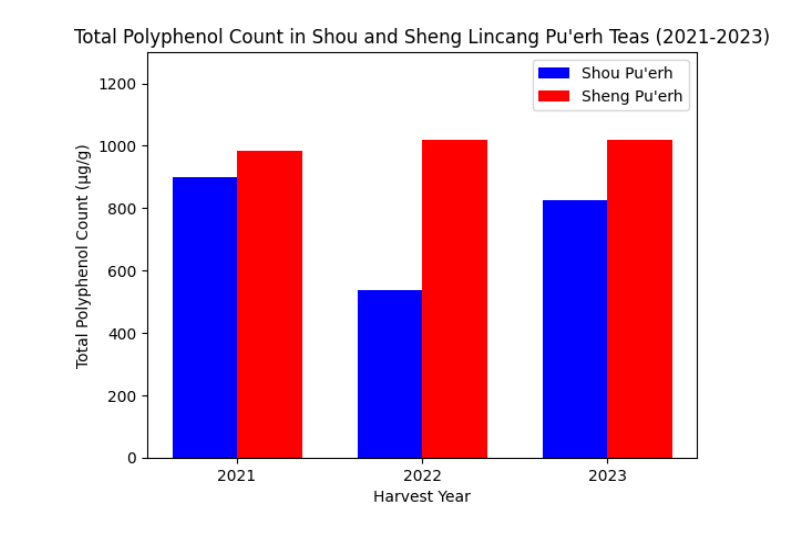 Total Polyphenol Count in Shou and Sheng Lincang Pu'erh Teas (2021-2023)
Shou Pu'erh
Sheng Pu'erh
Total Polyphenol Count (µg/g)
1200
1000
800
600
400
200
0
2021 2022 2023
Harvest Year